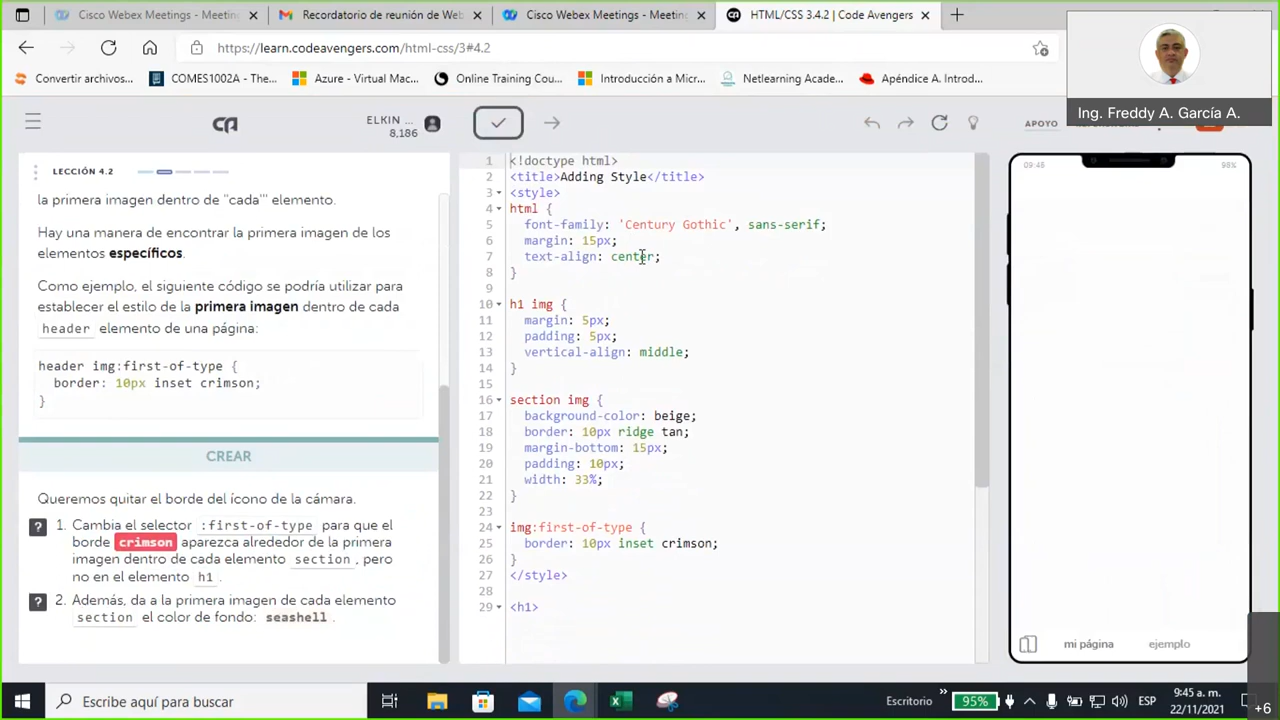 Cisco Webex Meetings
Recordatorio de reunión de Web
Cisco Webex Meetings - Meeting
HTML/CSS 3.4.2 | Code Avengers
https://learn.codeavengers.com/html-css/3#4.2
Convertir archivos...
COMES1002A - The...
Azure - Virtual Mac...
Online Training Cou...
Introducción a Micr...
Netlearning Acade...
Apéndice A. Introd...
Ing. Freddy A. García A.
ELKIN ...
8,186
APOYO
LECCIÓN 4.2
la primera imagen dentro de "cada'" elemento.
Hay una manera de encontrar la primera imagen de los
elementos específicos.
Como ejemplo, el siguiente código se podría utilizar para
establecer el estilo de la primera imagen dentro de cada
header elemento de una página:
header img:first-of-type {
border: 10px inset crimson;
}
CREAR
Queremos quitar el borde del ícono de la cámara.
? 1. Cambia el selector :first-of-type para que el
borde crimson aparezca alrededor de la primera
imagen dentro de cada elemento section, pero
no en el elemento h1.
? 2. Además, da a la primera imagen de cada elemento
section el color de fondo: seashell.
1 <!doctype html>
2 <title>Adding Style</title>
3 <style>
4 html {
5 font-family: 'Century Gothic', sans-serif;
6 margin: 15px;
7 text-align: center;
8 }
9
10 h1 img {
11 margin: 5px;
12 padding: 5px;
13 vertical-align: middle;
14 }
15
16 section img {
17 background-color: beige;
18 border: 10px ridge tan;
19 margin-bottom: 15px;
20 padding: 10px;
21 width: 33%;
22 }
23
24 img:first-of-type {
25 border: 10px inset crimson;
26 }
27 </style>
28
29 <h1>
09:45
98%
mi página
ejemplo
Escribe aquí para buscar
Escritorio
95%
ESP
9:45 a. m.
22/11/2021
+6